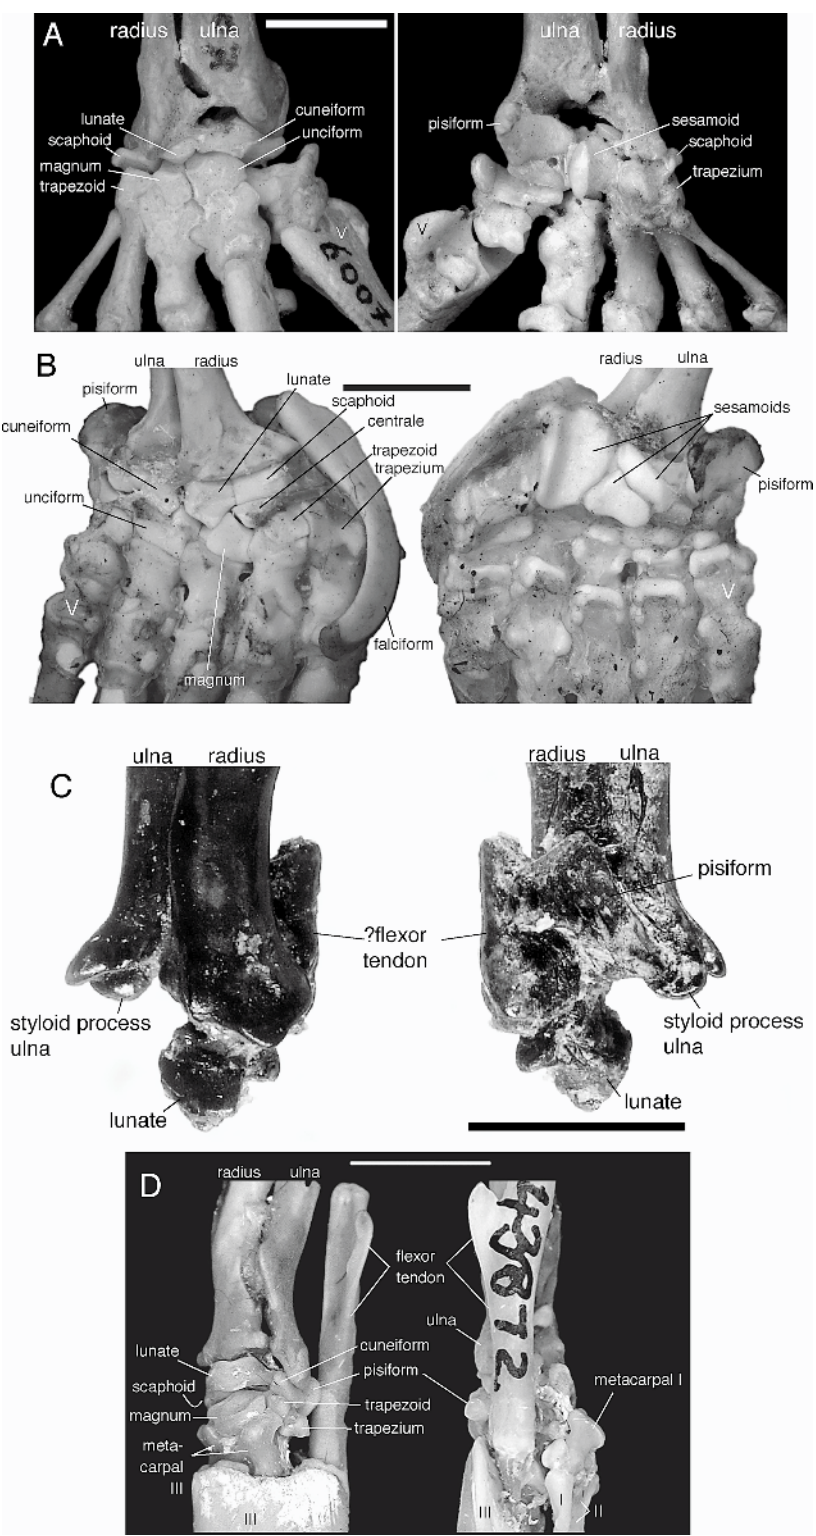 A
radius ulna
ulna radius
lunate
cuneiform
scaphoid
unciform
magnum
trapezoid
V
6007
pisiform
sesamoid
scaphoid
trapezium
V
B
ulna radius
radius ulna
pisiform
lunate
cuneiform
scaphoid
centrale
trapezoid
trapezium
unciform
V
falciform
magnum
sesamoids
pisiform
V
C
ulna radius
radius ulna
pisiform
?flexor
tendon
styloid process
ulna
styloid process
ulna
lunate
lunate
D
radius ulna
flexor
tendon
43872
ulna
lunate
cuneiform
scaphoid
pisiform
magnum
trapezoid
trapezium
meta-
carpal
III
III
metacarpal I
III
I
II